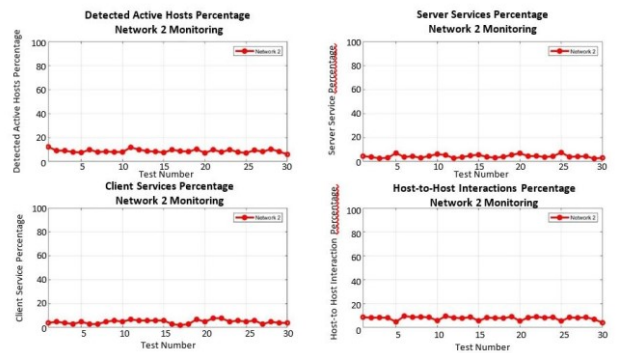 Detected Active Hosts Percentage
Network 2 Monitoring
Detected Active Hosts Percentage
100
80
60
40
20
0
5
10
15
20
25
30
Test Number
Network 2
Server Services Percentage
Network 2 Monitoring
Server Service Percentage
100
80
60
40
20
0
5
10
15
20
25
30
Test Number
Network 2
Client Services Percentage
Network 2 Monitoring
Client Service Percentage
100
80
60
40
20
0
5
10
15
20
25
30
Test Number
Network 2
Host-to-Host Interactions Percentage
Network 2 Monitoring
Host-to Host Interaction Percentage
100
80
60
40
20
0
5
10
15
20
25
30
Test Number
Network 2